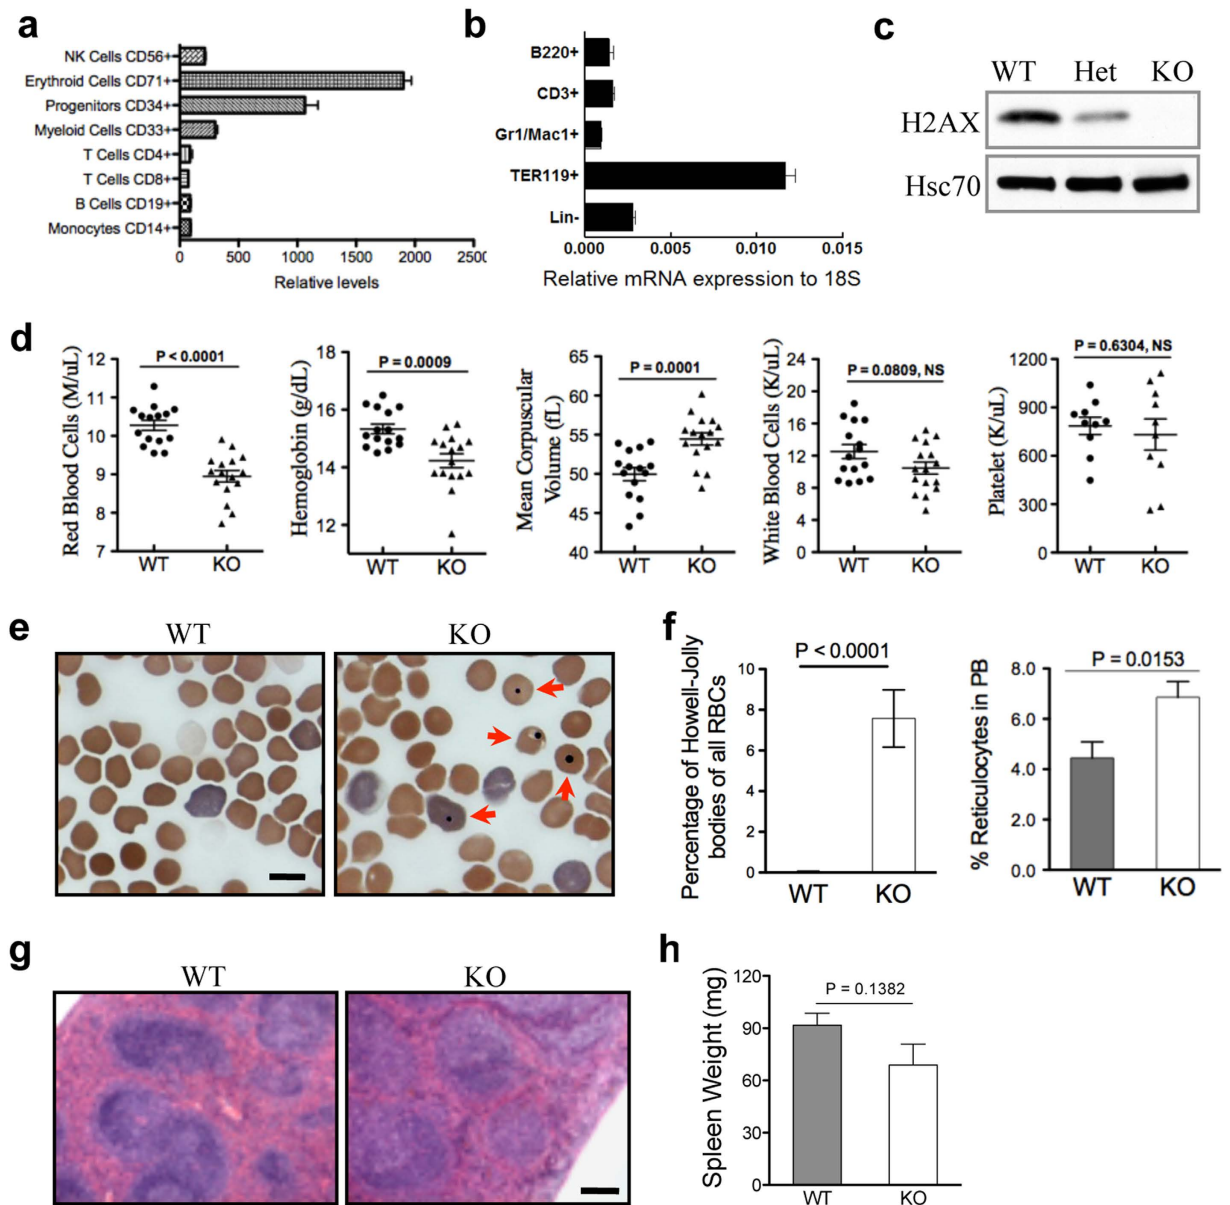 a
NK Cells CD56+
Erythroid Cells CD71+
Progenitors CD34+
Myeloid Cells CD33+
T Cells CD4+
T Cells CD8+
B Cells CD19+
Monocytes CD14+
0 500 1000 1500 2000 2500
Relative levels
b
B220+
CD3+
Gr1/Mac1+
TER119+
Lin-
0.000 0.005 0.010 0.015
Relative mRNA expression to 18S
c
WT Het KO
H2AX
Hsc70
d
Red Blood Cells (M/uL)
12
11
10
9
8
7
P < 0.0001
WT KO
Hemoglobin (g/dL)
18
16
14
12
P = 0.0009
WT KO
Mean Corpuscular
Volume (fL)
65
60
55
50
45
40
P = 0.0001
WT KO
White Blood Cells (K/uL)
24
20
16
12
8
4
0
P = 0.0809, NS
WT KO
Platelet (K/uL)
1200
900
600
300
0
P = 0.6304, NS
WT KO
e
WT KO
f
Percentage of Howell-Jolly
bodies of all RBCs
10
8
6
4
2
0
P < 0.0001
WT KO
% Reticulocytes in PB
8.0
6.0
4.0
2.0
0.0
P = 0.0153
WT KO
g
WT KO
h
Spleen Weight (mg)
120
90
60
30
0
P = 0.1382
WT KO